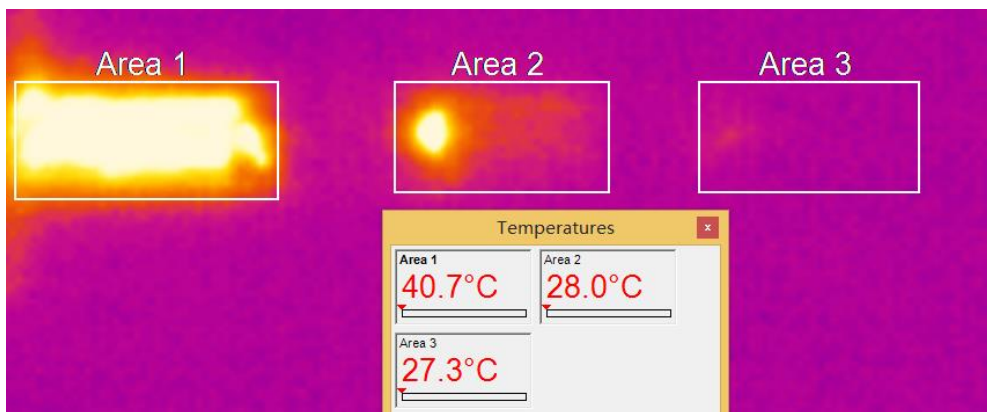 Area 1
Area 2
Area 3
Temperatures
x
Area 1
40.7°C
Area 2
28.0°C
Area 3
27.3°C